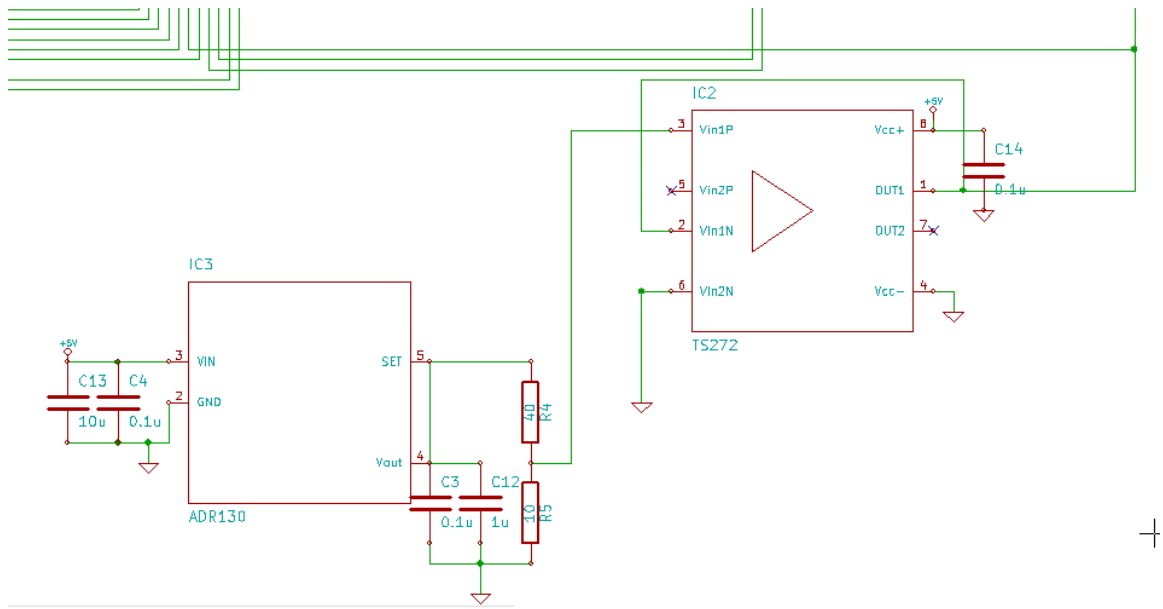 IC2
+5V
3 Vin1P
Vcc+ 8
C14
0.1u
5 Vin2P
OUT1 1
2 VIn1N
OUT2 7
6 VIn2N
Vcc- 4
TS272
IC3
+5V
3 VIN
SET 5
C13
10u
C4
0.1u
2 GND
40
R4
Vout 4
C3
0.1u
C12
1u
10
R5
ADR130